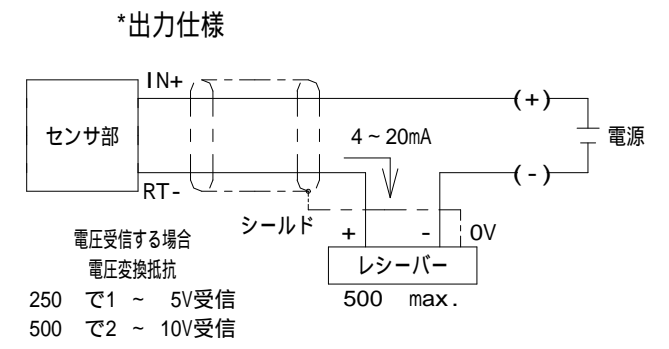 *出力仕様
IN+
(+)
センサ部
4~20mA
電源
(-)
RT-
シールド
+
-
0V
電圧受信する場合
電圧変換抵抗
レシーバー
250 で1 ~ 5V受信
500 max.
500 で2 ~ 10V受信